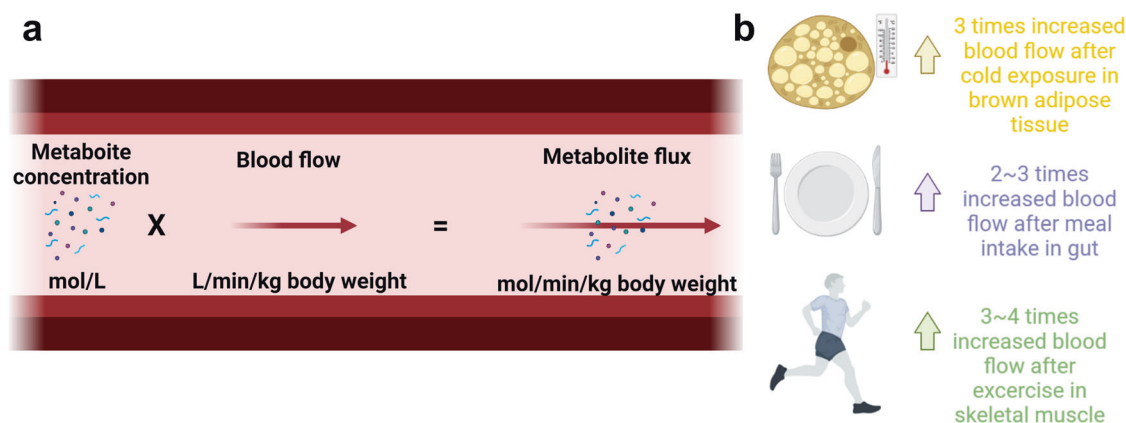 a
Metaboite
concentration
Blood flow
Metabolite flux
X
=
mol/L
L/min/kg body weight
mol/min/kg body weight
b
3 times increased
blood flow after
cold exposure in
brown adipose
tissue
2~3 times
increased blood
flow after meal
intake in gut
3~4 times
increased blood
flow after
excercise in
skeletal muscle